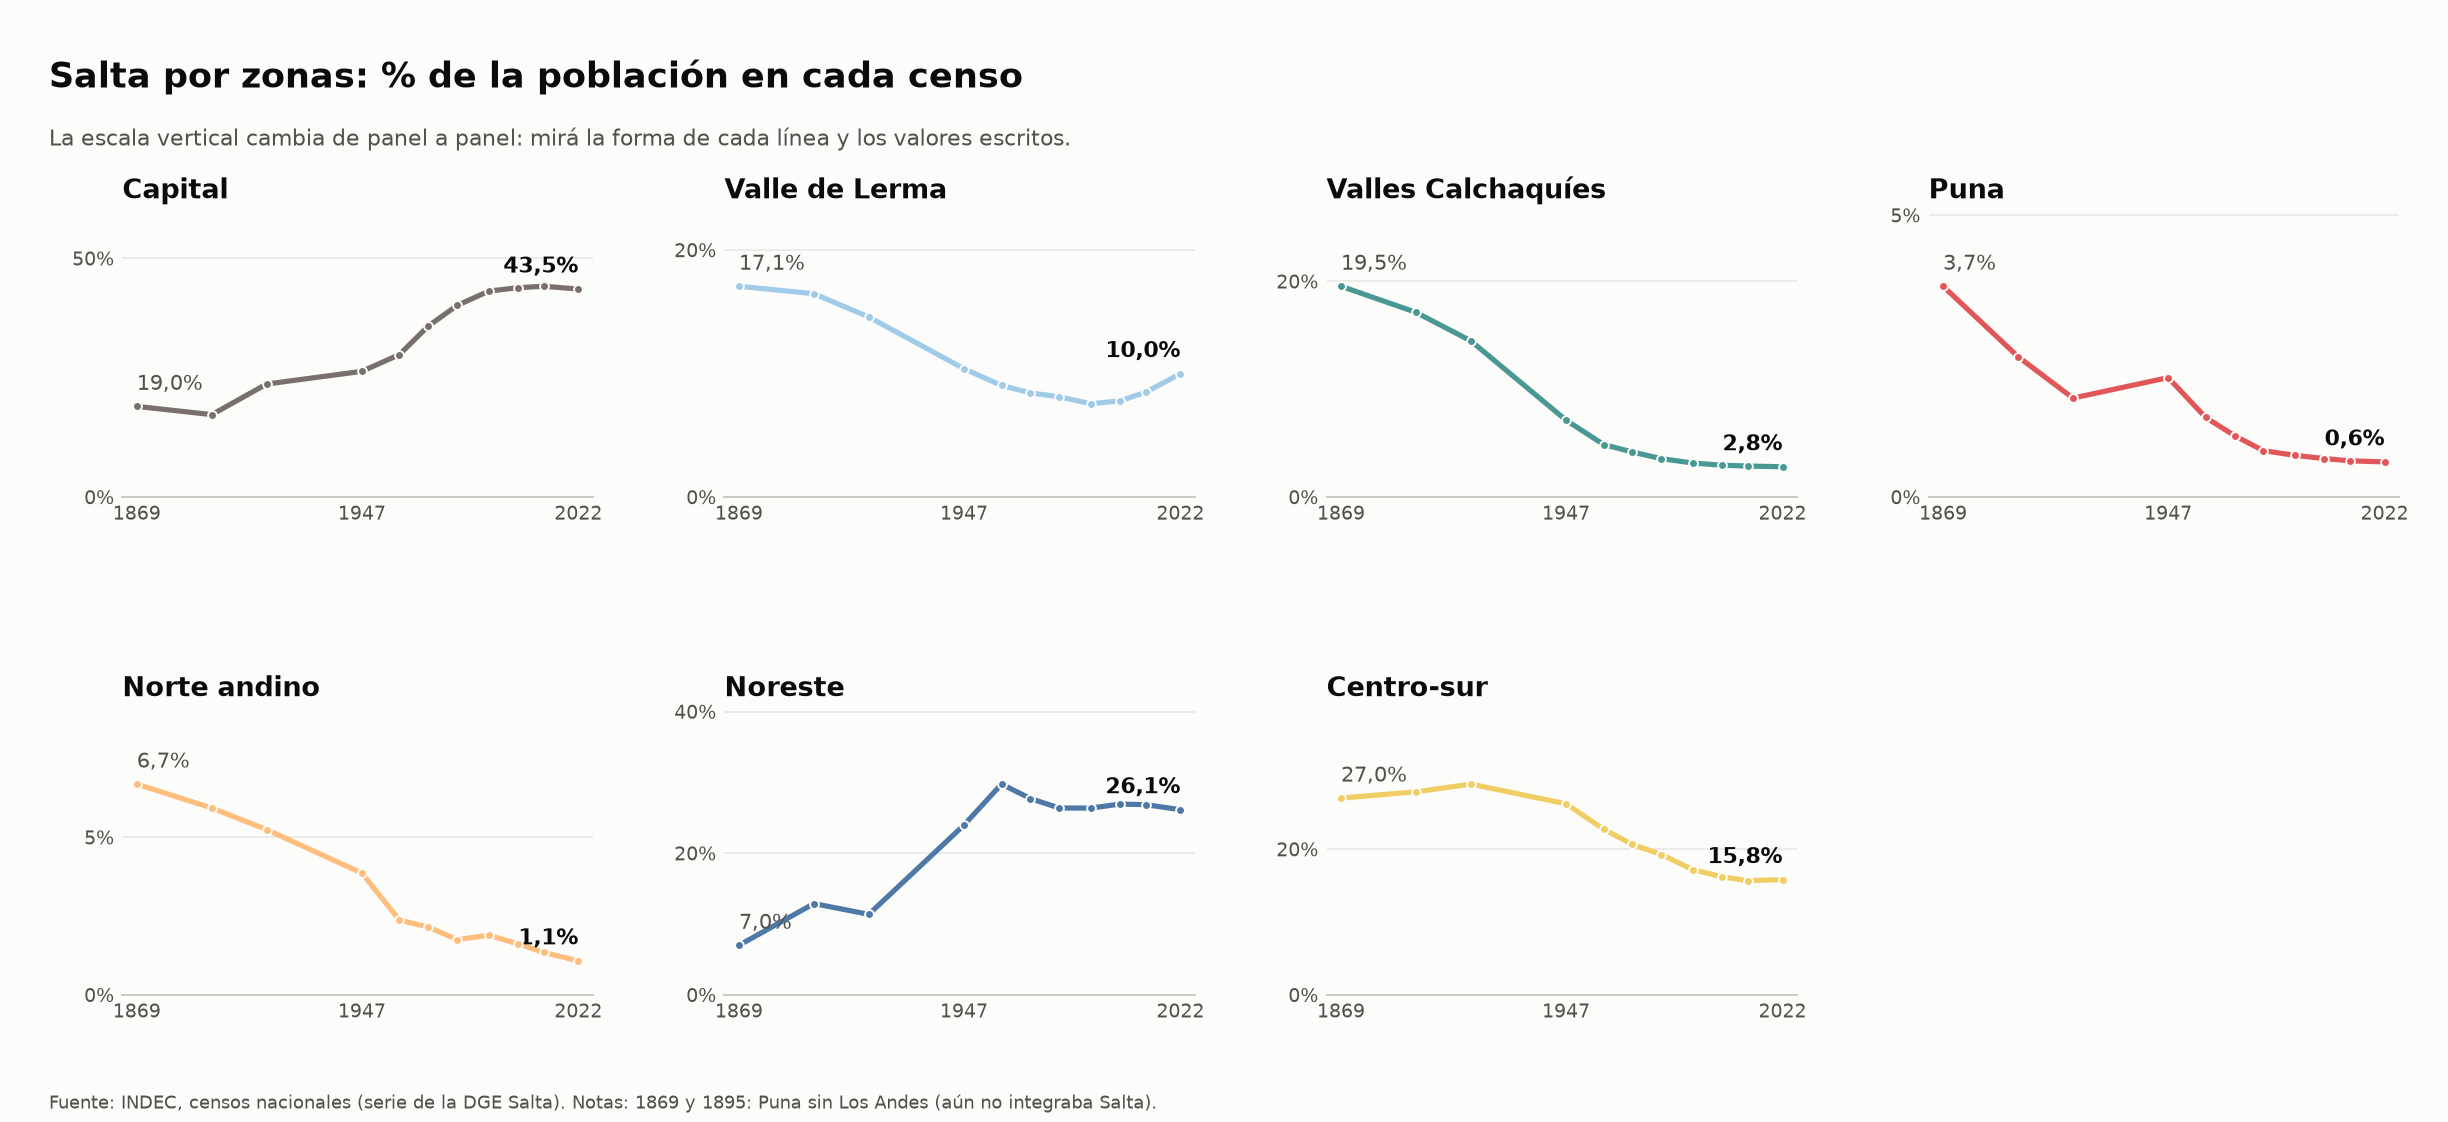 Salta por zonas: % de la población en cada censo
La escala vertical cambia de panel a panel: mirá la forma de cada línea y los valores escritos.
Capital
50%
43,5%
19,0%
0%
1869 1947 2022
Valle de Lerma
20%
17,1%
10,0%
0%
1869 1947 2022
Valles Calchaquíes
19,5%
20%
2,8%
0%
1869 1947 2022
Puna
5%
3,7%
0,6%
0%
1869 1947 2022
Norte andino
6,7%
5%
1,1%
0%
1869 1947 2022
Noreste
40%
26,1%
20%
7,0%
0%
1869 1947 2022
Centro-sur
27,0%
20%
15,8%
0%
1869 1947 2022
Fuente: INDEC, censos nacionales (serie de la DGE Salta). Notas: 1869 y 1895: Puna sin Los Andes (aún no integraba Salta).